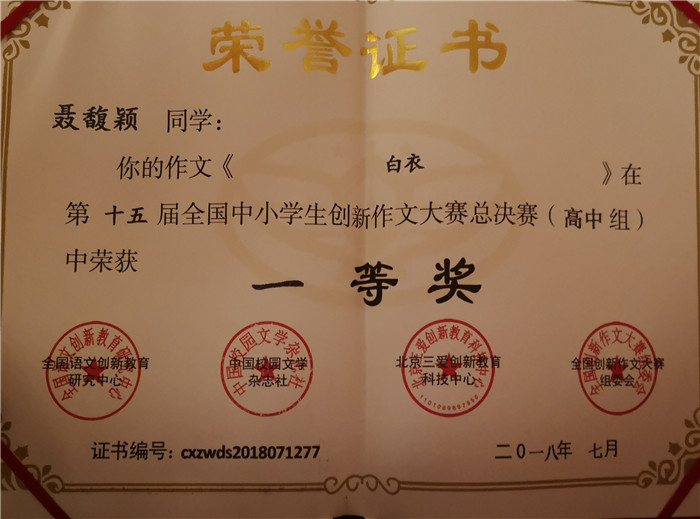 荣誉证书
聂馥颖 同学：
你的作文《 白衣 》在
第 十五 届全国中小学生创新作文大赛总决赛（高中组）
中荣获
一等奖
全国语文创新教育 中国校园文学 北京三爱创新教育 全国创新作文大赛
研究中心 杂志社 科技中心 组委会
证书编号：cxzwds2018071277 二〇一八年 七月